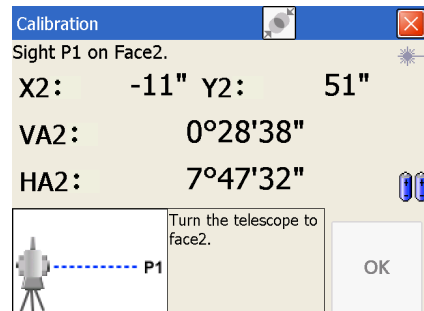 Calibration
Sight P1 on Face2.
X2: -11" Y2: 51"
VA2: 0°28'38"
HA2: 7°47'32"
P1
Turn the telescope to
face2.
OK